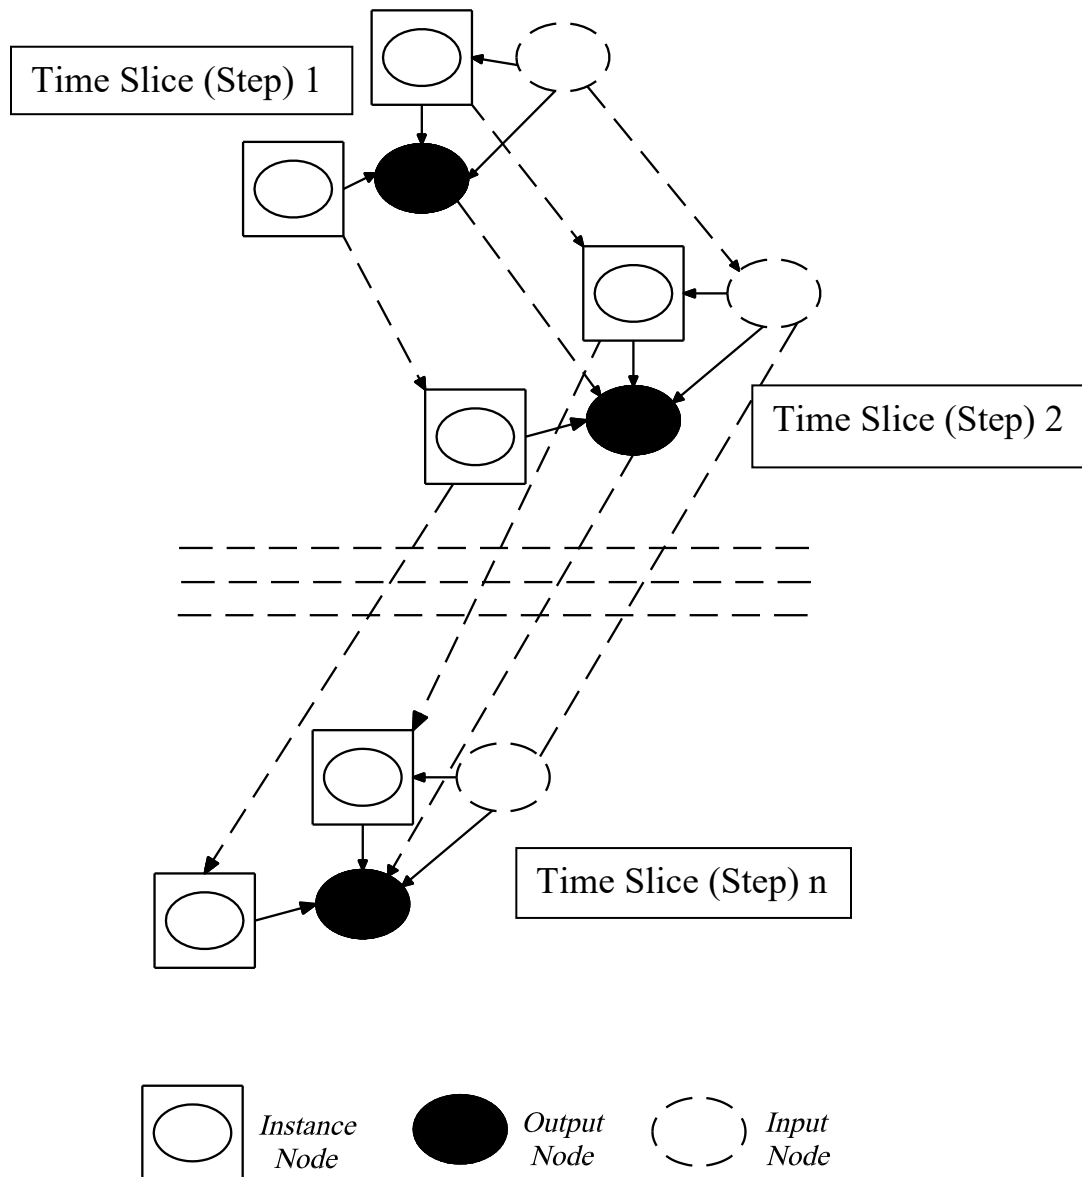 Time Slice (Step) 1
Time Slice (Step) 2
Time Slice (Step) n
Instance
Node
Output
Node
Input
Node